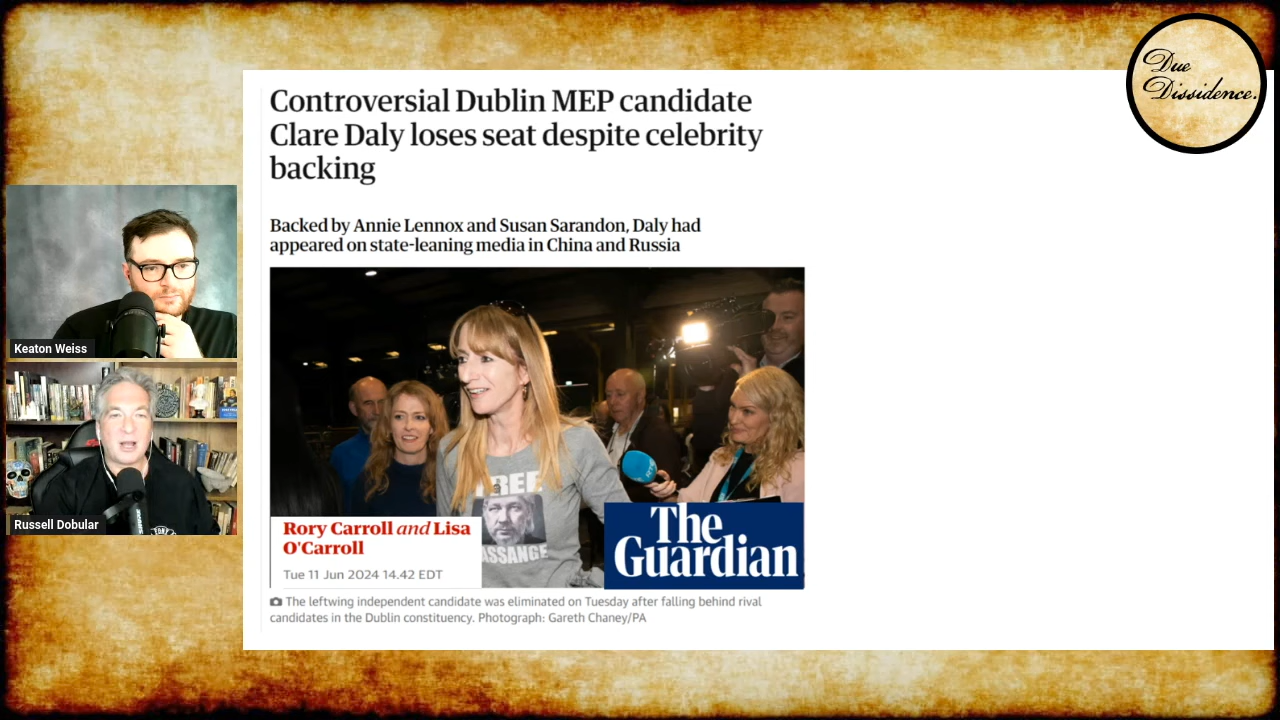 Due
Dissidence.
Controversial Dublin MEP candidate
Clare Daly loses seat despite celebrity
backing
Backed by Annie Lennox and Susan Sarandon, Daly had
appeared on state-leaning media in China and Russia
Keaton Weiss
Russell Dobular
FREE
ASSANGE
Rory Carroll and Lisa
O'Carroll
Tue 11 Jun 2024 14.42 EDT
The
Guardian
The leftwing independent candidate was eliminated on Tuesday after falling behind rival
candidates in the Dublin constituency. Photograph: Gareth Chaney/PA